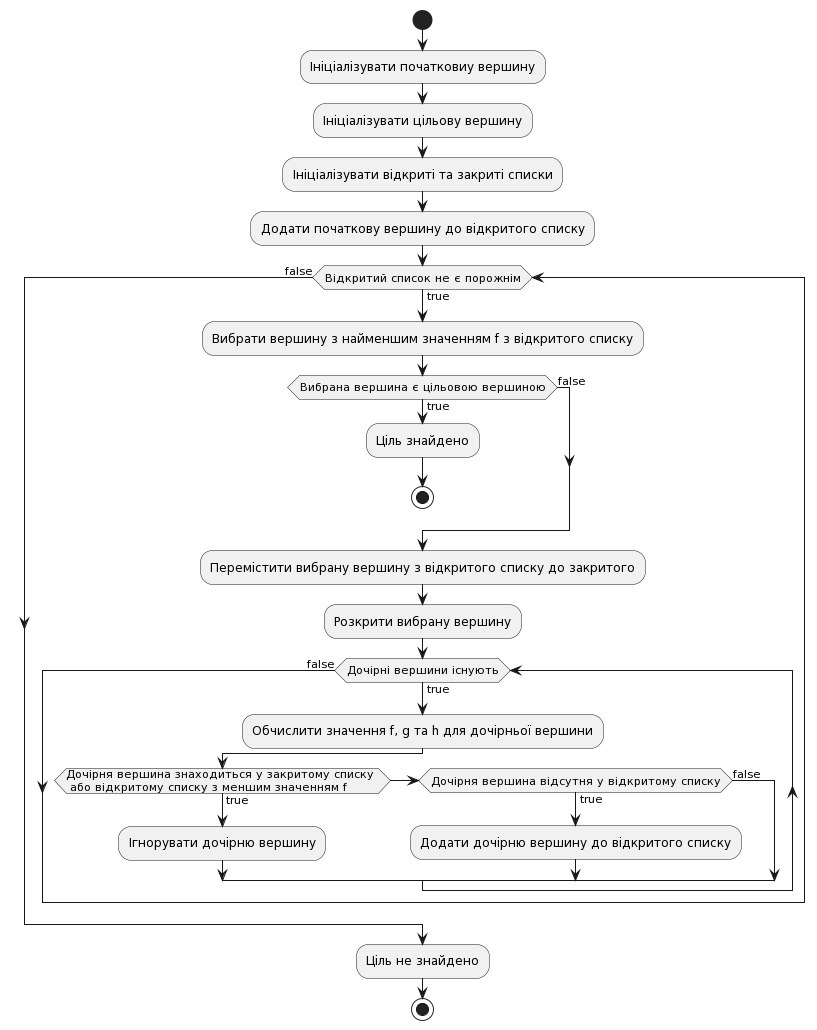 Ініціалізувати початковиу вершину
Ініціалізувати цільову вершину
Ініціалізувати відкриті та закриті списки
Додати початкову вершину до відкритого списку
false
Відкритий список не є порожнім
true
Вибрати вершину з найменшим значенням f з відкритого списку
Вибрана вершина є цільовою вершиною
false
true
Ціль знайдено
Перемістити вибрану вершину з відкритого списку до закритого
Розкрити вибрану вершину
false
Дочірні вершини існують
true
Обчислити значення f, g та h для дочірньої вершини
Дочірня вершина знаходиться у закритому списку
або відкритому списку з меншим значенням f
true
Дочірня вершина відсутня у відкритому списку
false
true
Ігнорувати дочірню вершину
Додати дочірню вершину до відкритого списку
Ціль не знайдено